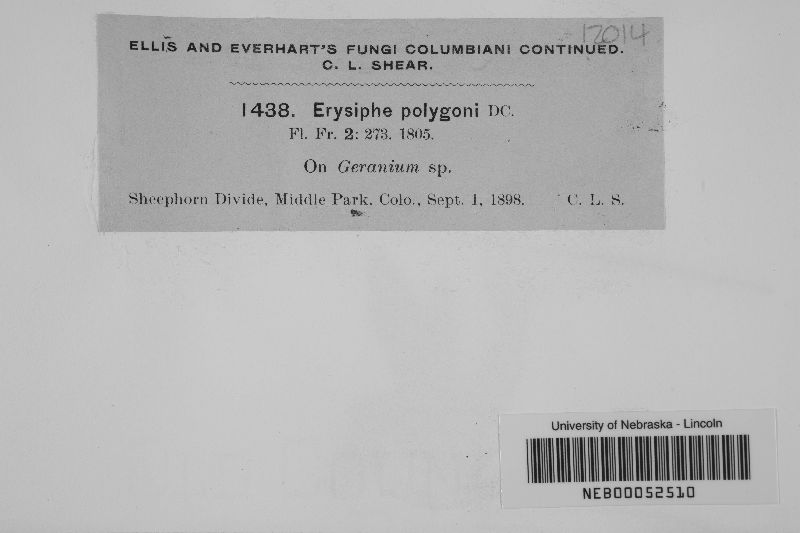 12014
ELLIS AND EVERHART'S FUNGI COLUMBIANI CONTINUED.
C. L. SHEAR.
1438. Erysiphe polygoni DC.
Fl. Fr. 2: 273. 1805.
On Geranium sp.
Sheephorn Divide, Middle Park, Colo., Sept. 1, 1898. C. L. S.
University of Nebraska - Lincoln
NEB00052510